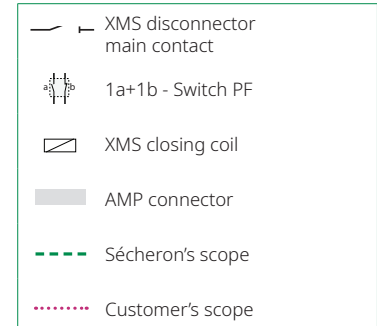 XMS disconnector
main contact
a b 1a+1b - Switch PF
XMS closing coil
AMP connector
Sécheron's scope
Customer's scope